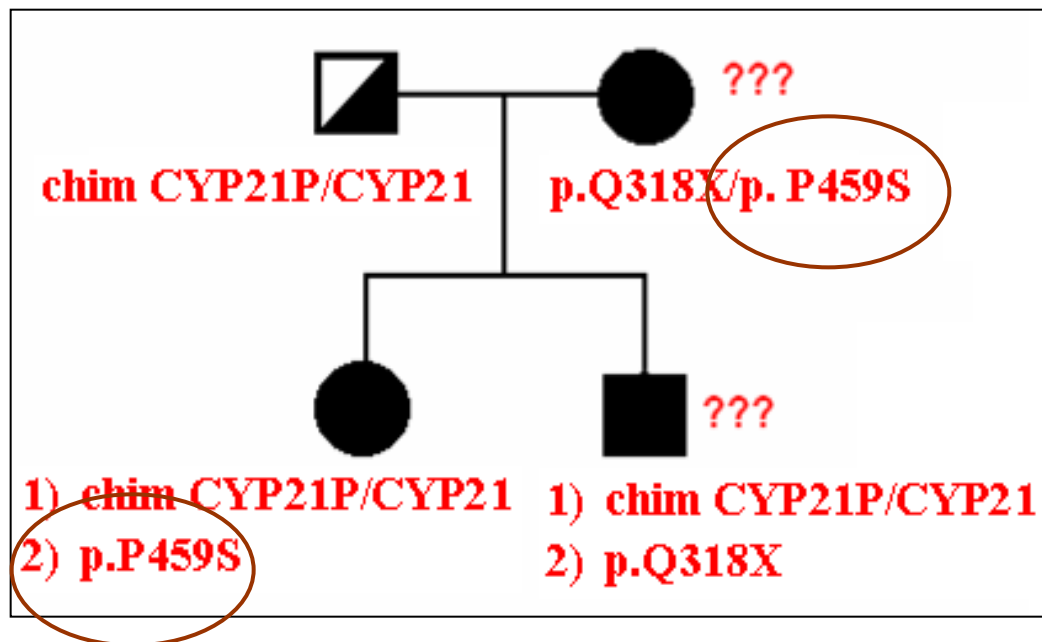 ???
chim CYP21P/CYP21
p.Q318X/p. P459S
???
1) chim CYP21P/CYP21
2) p.P459S
1) chim CYP21P/CYP21
2) p.Q318X